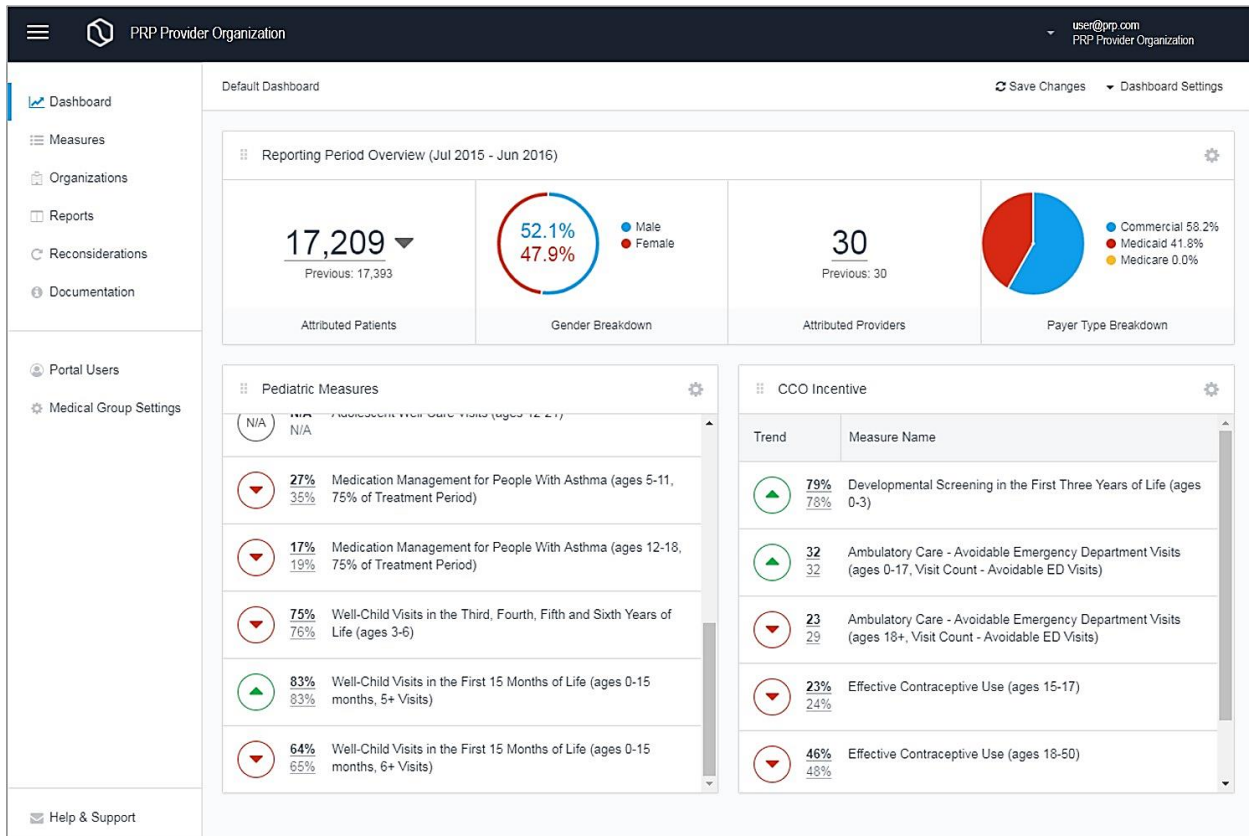 PRP Provider Organization
user@prp.com
PRP Provider Organization
Dashboard
Measures
Organizations
Reports
Reconsiderations
Documentation
Portal Users
Medical Group Settings
Help & Support
Default Dashboard
Save Changes
Dashboard Settings
Reporting Period Overview (Jul 2015 - Jun 2016)
17,209
Previous: 17,393
Attributed Patients
52.1%
47.9%
Male
Female
Gender Breakdown
30
Previous: 30
Attributed Providers
Commercial 58.2%
Medicaid 41.8%
Medicare 0.0%
Payer Type Breakdown
Pediatric Measures
N/A
N/A Adolescent Well Care Visits (ages 12-21)
N/A
27% Medication Management for People With Asthma (ages 5-11,
35% 75% of Treatment Period)
17% Medication Management for People With Asthma (ages 12-18,
19% 75% of Treatment Period)
75% Well-Child Visits in the Third, Fourth, Fifth and Sixth Years of
76% Life (ages 3-6)
83% Well-Child Visits in the First 15 Months of Life (ages 0-15
83% months, 5+ Visits)
64% Well-Child Visits in the First 15 Months of Life (ages 0-15
65% months, 6+ Visits)
CCO Incentive
Trend Measure Name
79% Developmental Screening in the First Three Years of Life (ages
78% 0-3)
32 Ambulatory Care - Avoidable Emergency Department Visits
32 (ages 0-17, Visit Count - Avoidable ED Visits)
23 Ambulatory Care - Avoidable Emergency Department Visits
29 (ages 18+, Visit Count - Avoidable ED Visits)
23% Effective Contraceptive Use (ages 15-17)
24%
46% Effective Contraceptive Use (ages 18-50)
48%